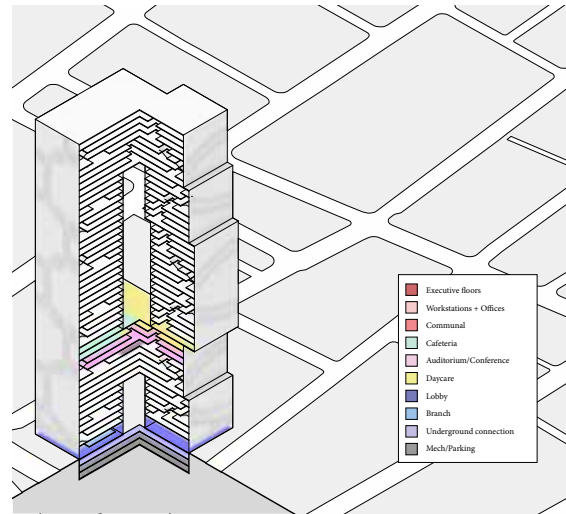 Executive floors
Workstations + Offices
Communal
Cafeteria
Auditorium/Conference
Daycare
Lobby
Branch
Underground connection
Mech/Parking